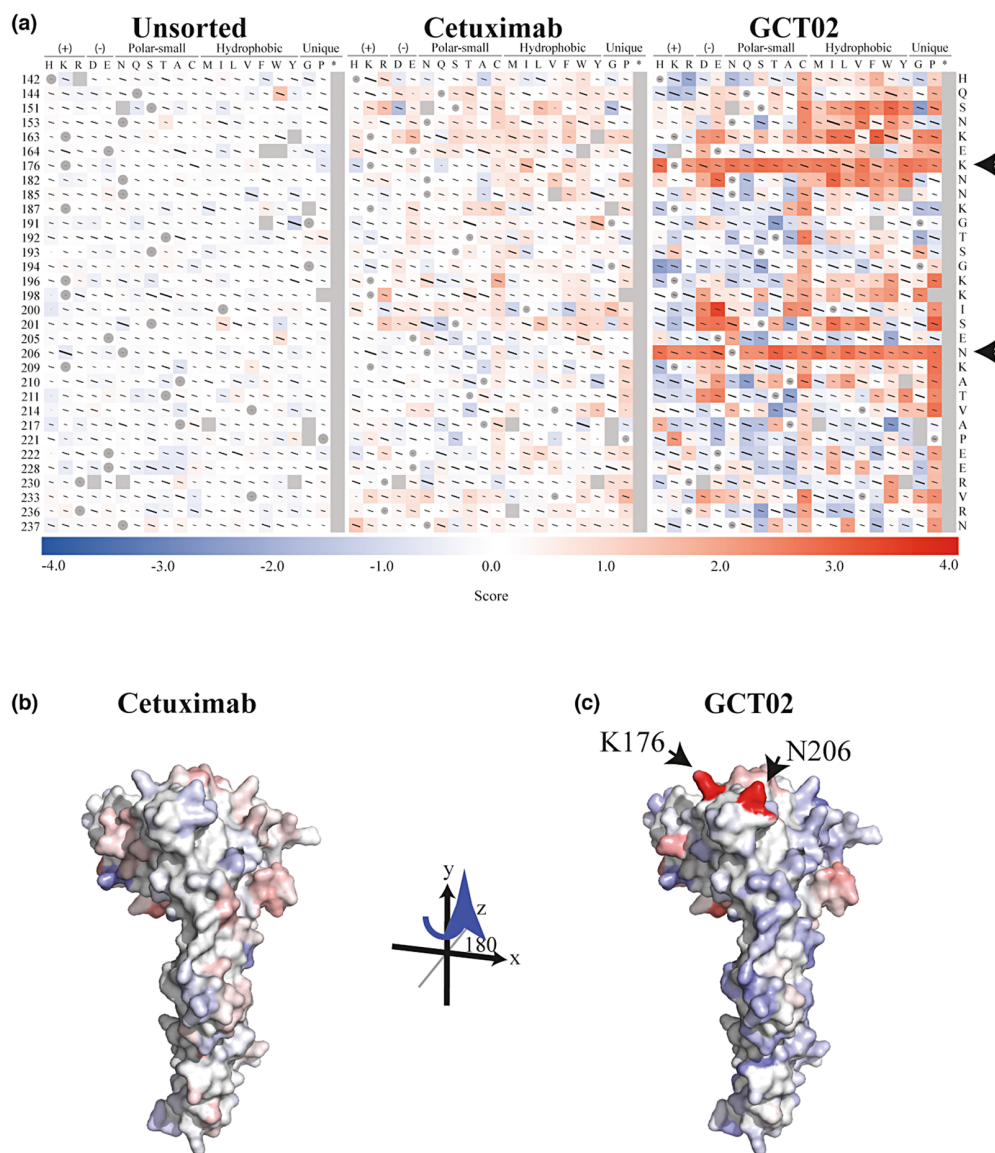 (a)
Unsorted Cetuximab GCT02
(+) (-) Polar-small Hydrophobic Unique (+) (-) Polar-small Hydrophobic Unique (+) (-) Polar-small Hydrophobic Unique
H K R D E N Q S T A C M I L V F W Y G P * H K R D E N Q S T A C M I L V F W Y G P * H K R D E N Q S T A C M I L V F W Y G P *
142 H
144 Q
151 S
153 N
163 K
164 E
176 K
182 N
185 N
187 K
191 G
192 T
193 S
194 G
196 K
198 K
200 I
201 S
205 E
206 N
209 K
210 A
211 T
214 V
217 A
221 P
222 E
228 E
230 R
233 V
236 R
237 N
-4.0 -3.0 -2.0 -1.0 0.0 1.0 2.0 3.0 4.0
Score
(b) Cetuximab (c) GCT02
K176 N206
y
z
180
x